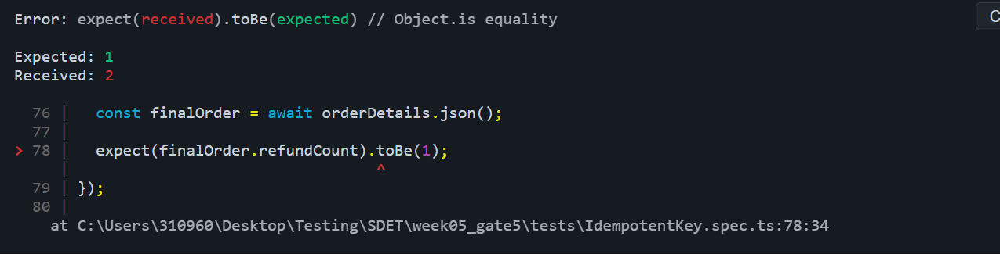 Error: expect(received).toBe(expected) // Object.is equality
C
Expected: 1
Received: 2
76 | const finalOrder = await orderDetails.json();
77 |
> 78 | expect(finalOrder.refundCount).toBe(1);
| ^
79 | });
80 |
at C:\Users\310960\Desktop\Testing\SDET\week05_gate5\tests\IdempotentKey.spec.ts:78:34